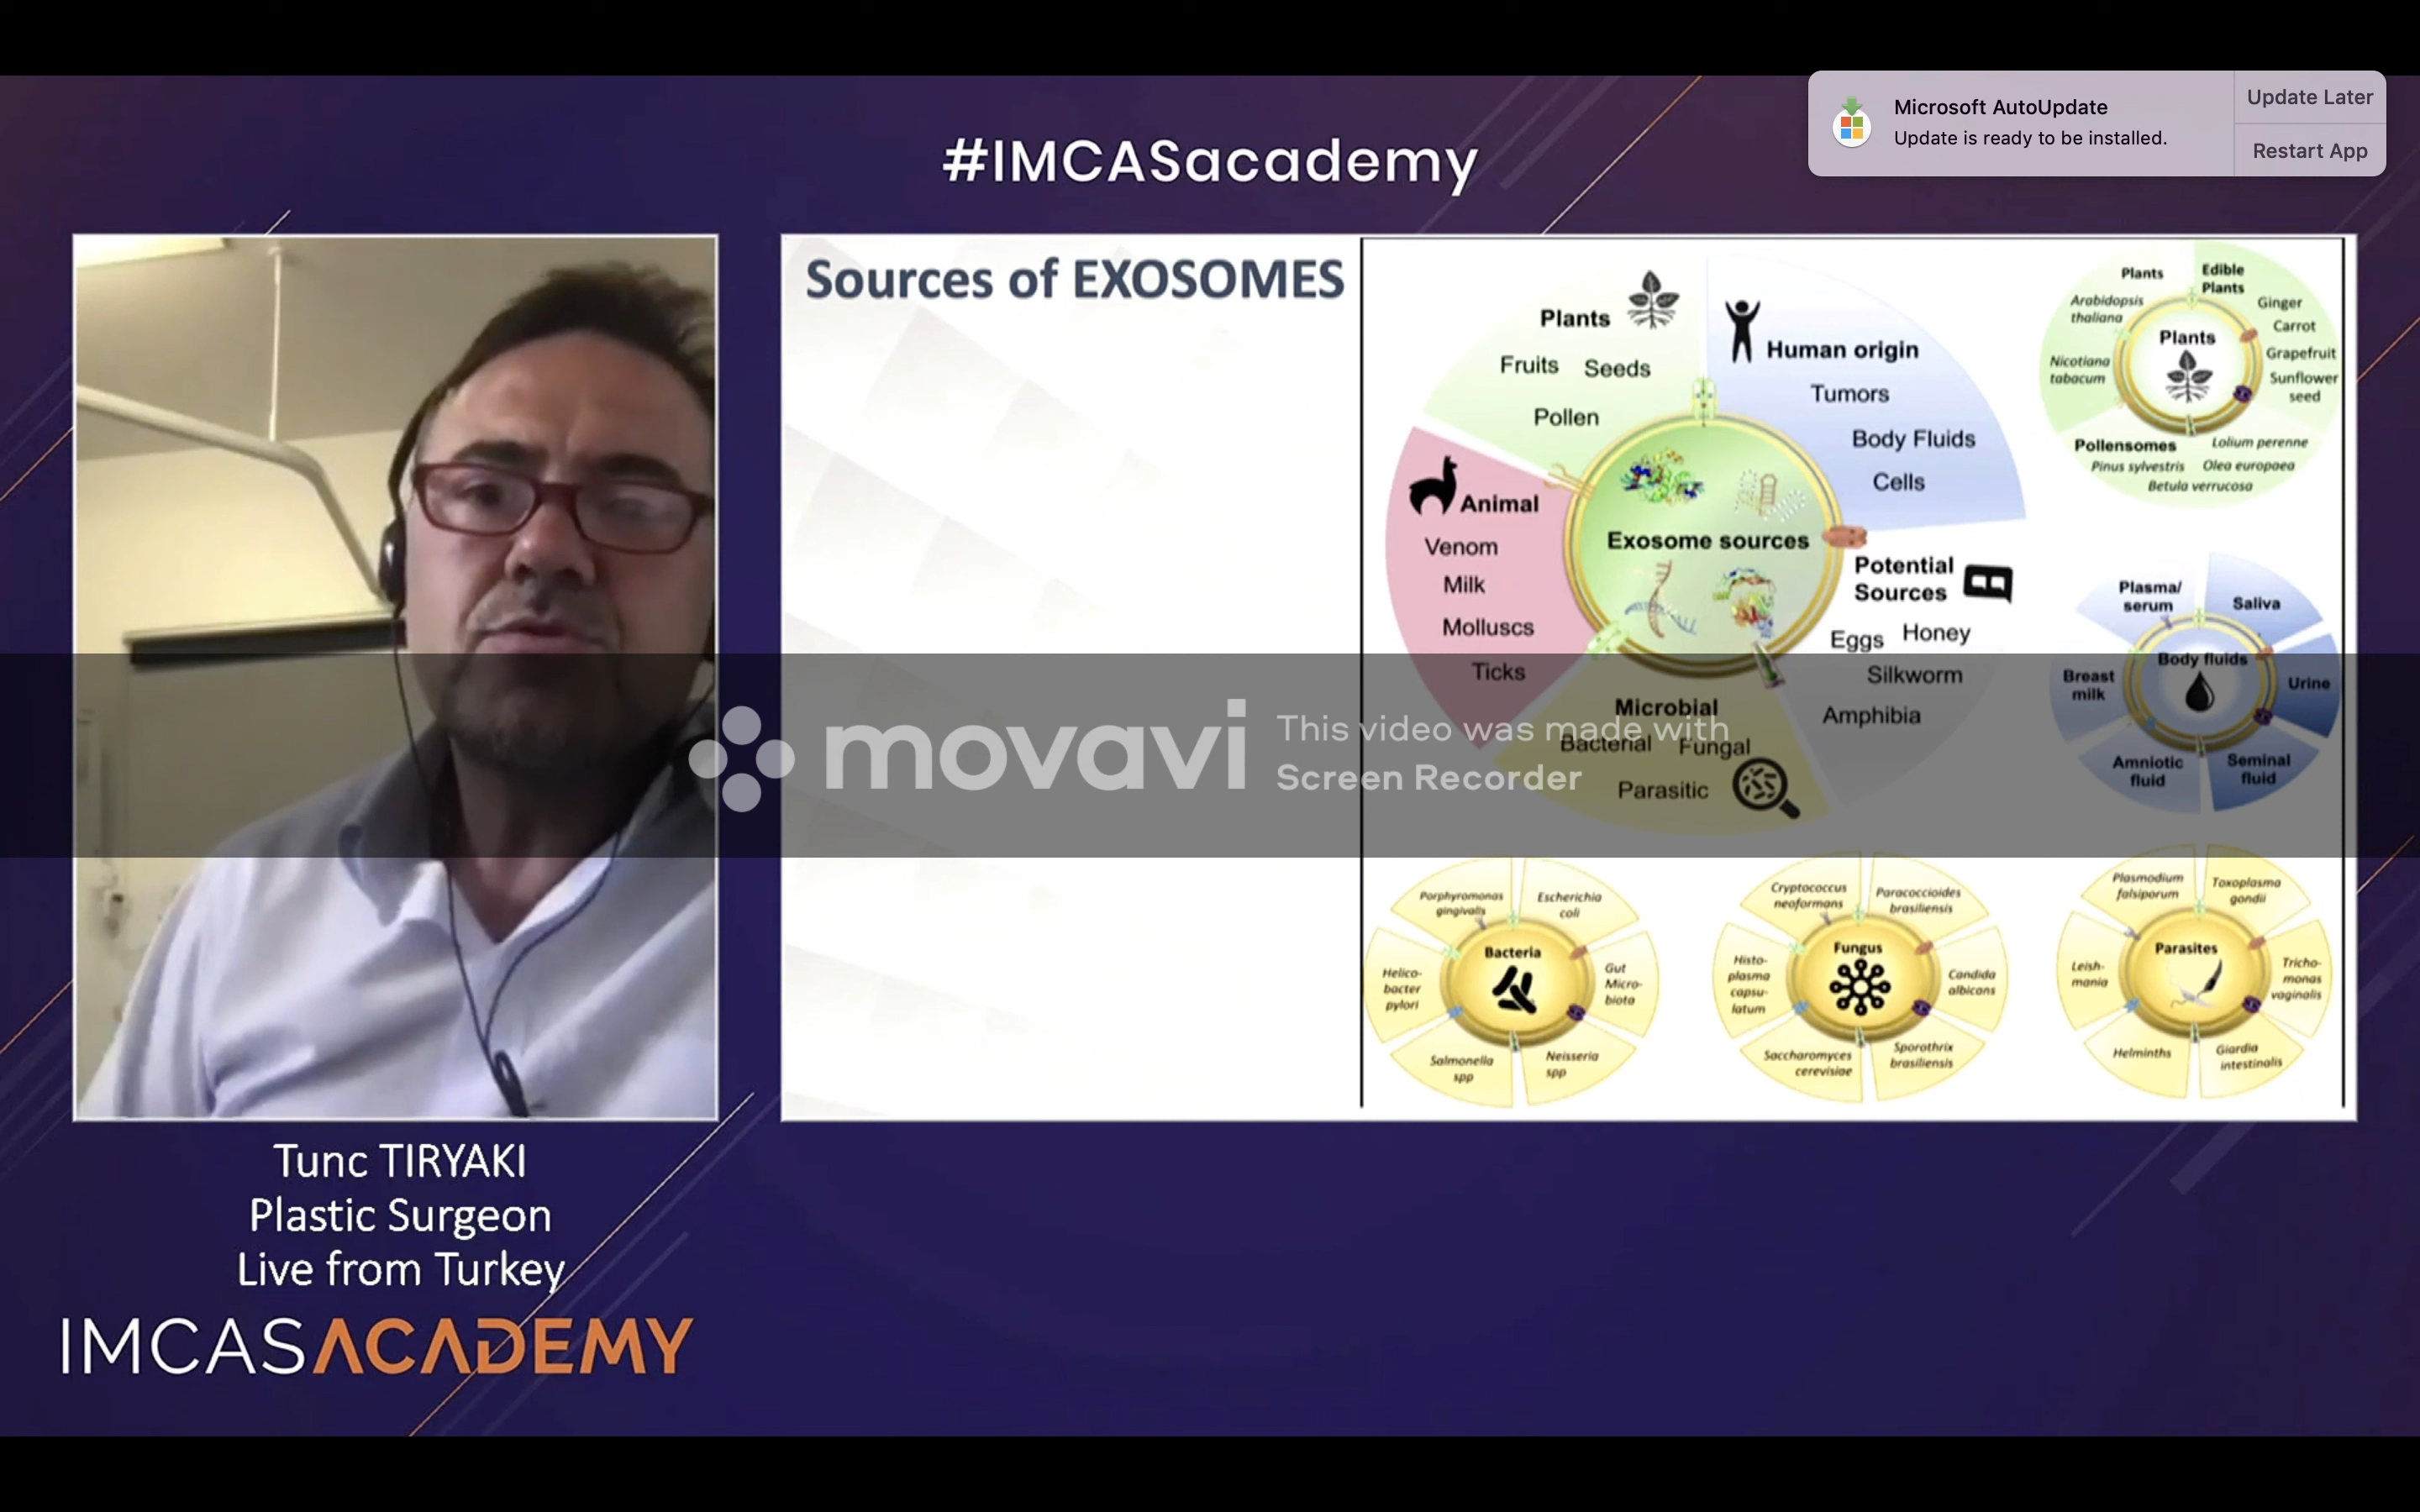 Microsoft AutoUpdate
Update is ready to be installed.
Update Later
Restart App
#IMCASacademy
Sources of EXOSOMES
Plants
Fruits Seeds
Pollen
Human origin
Tumors
Body Fluids
Cells
Animal
Venom
Milk
Molluscs
Ticks
Exosome sources
Potential
Sources
Eggs Honey
Silkworm
Amphibia
Microbial
Bacterial Fungal
Parasitic
Plants
Edible
Plants
Arabidopsis
thaliana
Ginger
Carrot
Plants
Grapefruit
Nicotiana
tabacum
Sunflower
seed
Pollensomes
Lolium perenne
Pinus sylvestris Olea europaea
Betula verrucosa
Plasma/
serum
Saliva
Body fluids
Breast
milk
Urine
Amniotic
fluid
Seminal
fluid
movavi
This video was made with
Screen Recorder
Porphyromonas
gingivalis
Escherichia
coli
Bacteria
Helico-
bacter
pylori
Gut
Micro-
biota
Salmonella
spp
Neisseria
spp
Cryptococcus
neoformans
Paracoccioides
brasiliensis
Fungus
Histo-
plasma
capsu-
latum
Candida
albicans
Saccharomyces
cerevisiae
Sporothrix
brasiliensis
Plasmodium
falsiporum
Toxoplasma
gondii
Parasites
Leish-
mania
Tricho-
monas
vaginalis
Helminths
Giardia
intestinalis
Tunc TIRYAKI
Plastic Surgeon
Live from Turkey
IMCASACADEMY